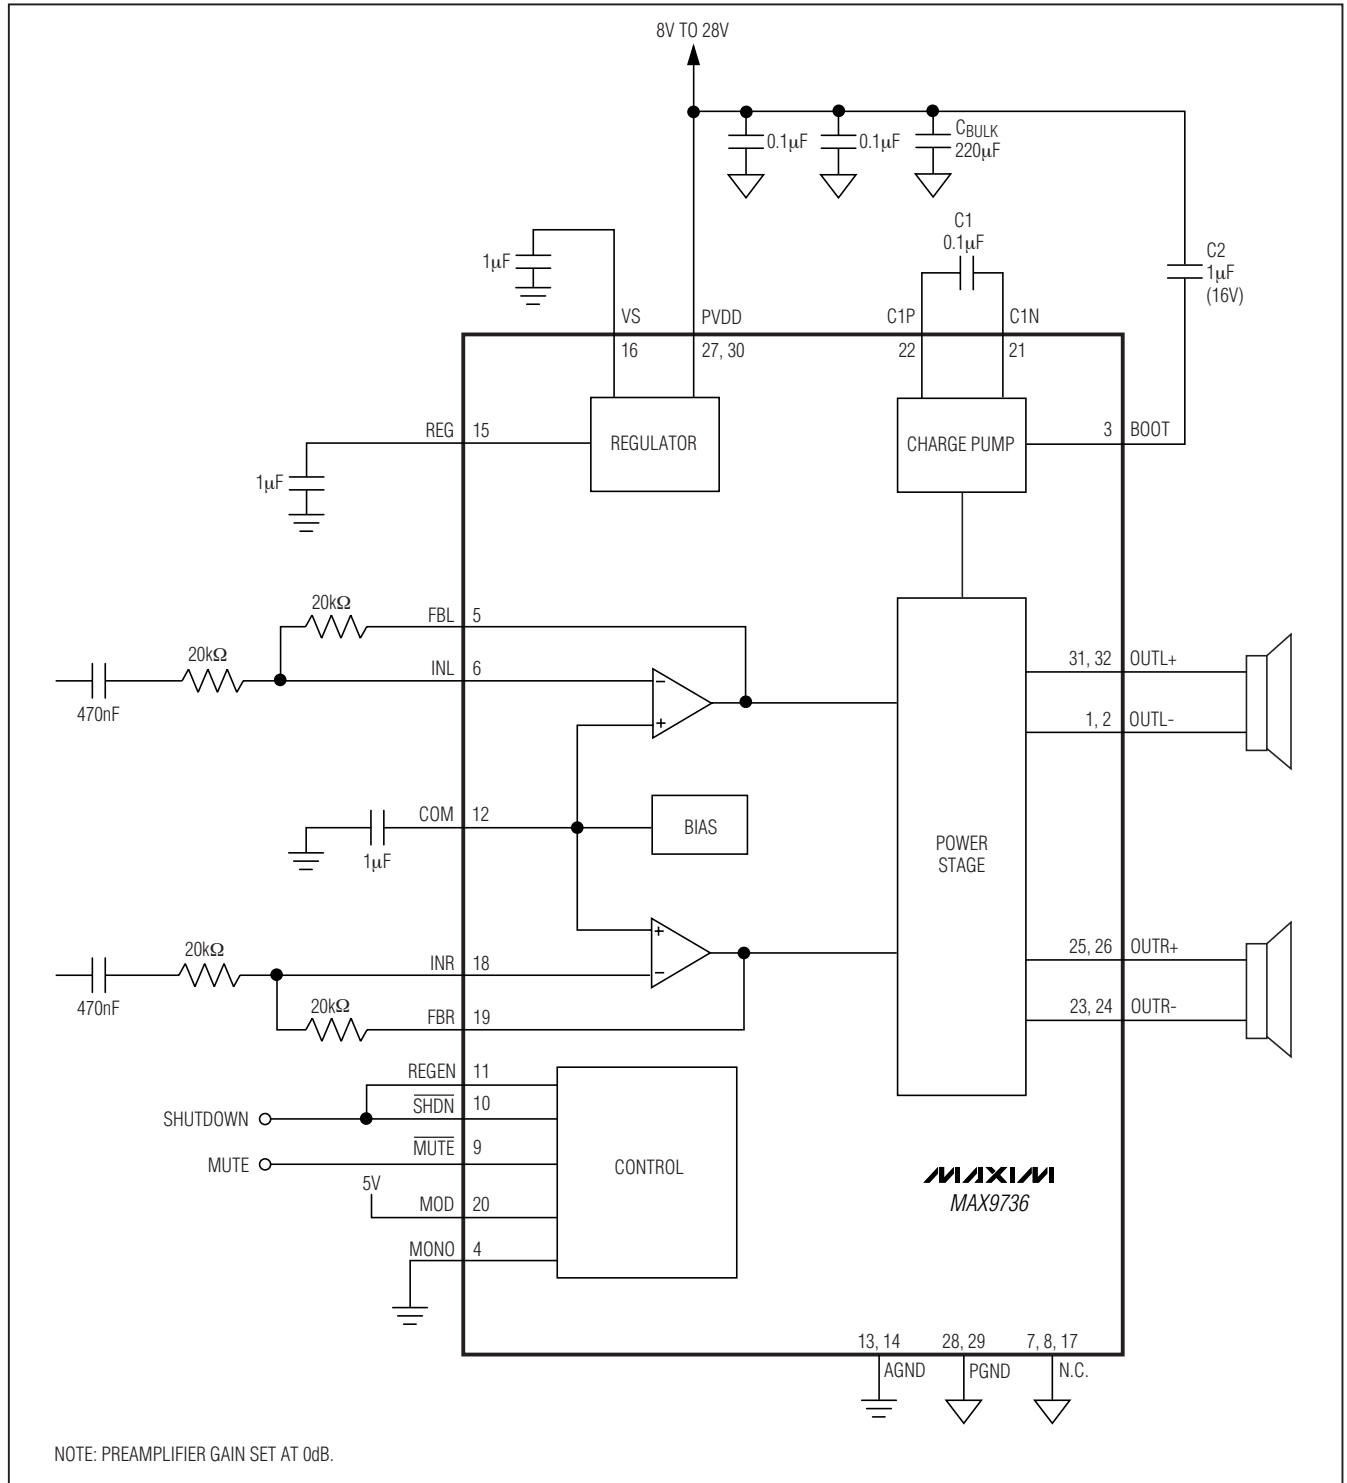 8V TO 28V
0.1µF
0.1µF
CBULK
220µF
C1
0.1µF
C2
1µF
(16V)
1µF
VS
PVDD
C1P
C1N
16
27, 30
22
21
REG
15
REGULATOR
CHARGE PUMP
3
BOOT
1µF
20kΩ
FBL
5
20kΩ
INL
6
470nF
31, 32
OUTL+
1, 2
OUTL-
COM
12
BIAS
1µF
POWER
STAGE
20kΩ
INR
18
470nF
20kΩ
FBR
19
25, 26
OUTR+
23, 24
OUTR-
REGEN
11
SHUTDOWN
SHDN
10
MUTE
MUTE
9
CONTROL
5V
MOD
20
MONO
4
MAXIM
MAX9736
13, 14
28, 29
7, 8, 17
AGND
PGND
N.C.
NOTE: PREAMPLIFIER GAIN SET AT 0dB.